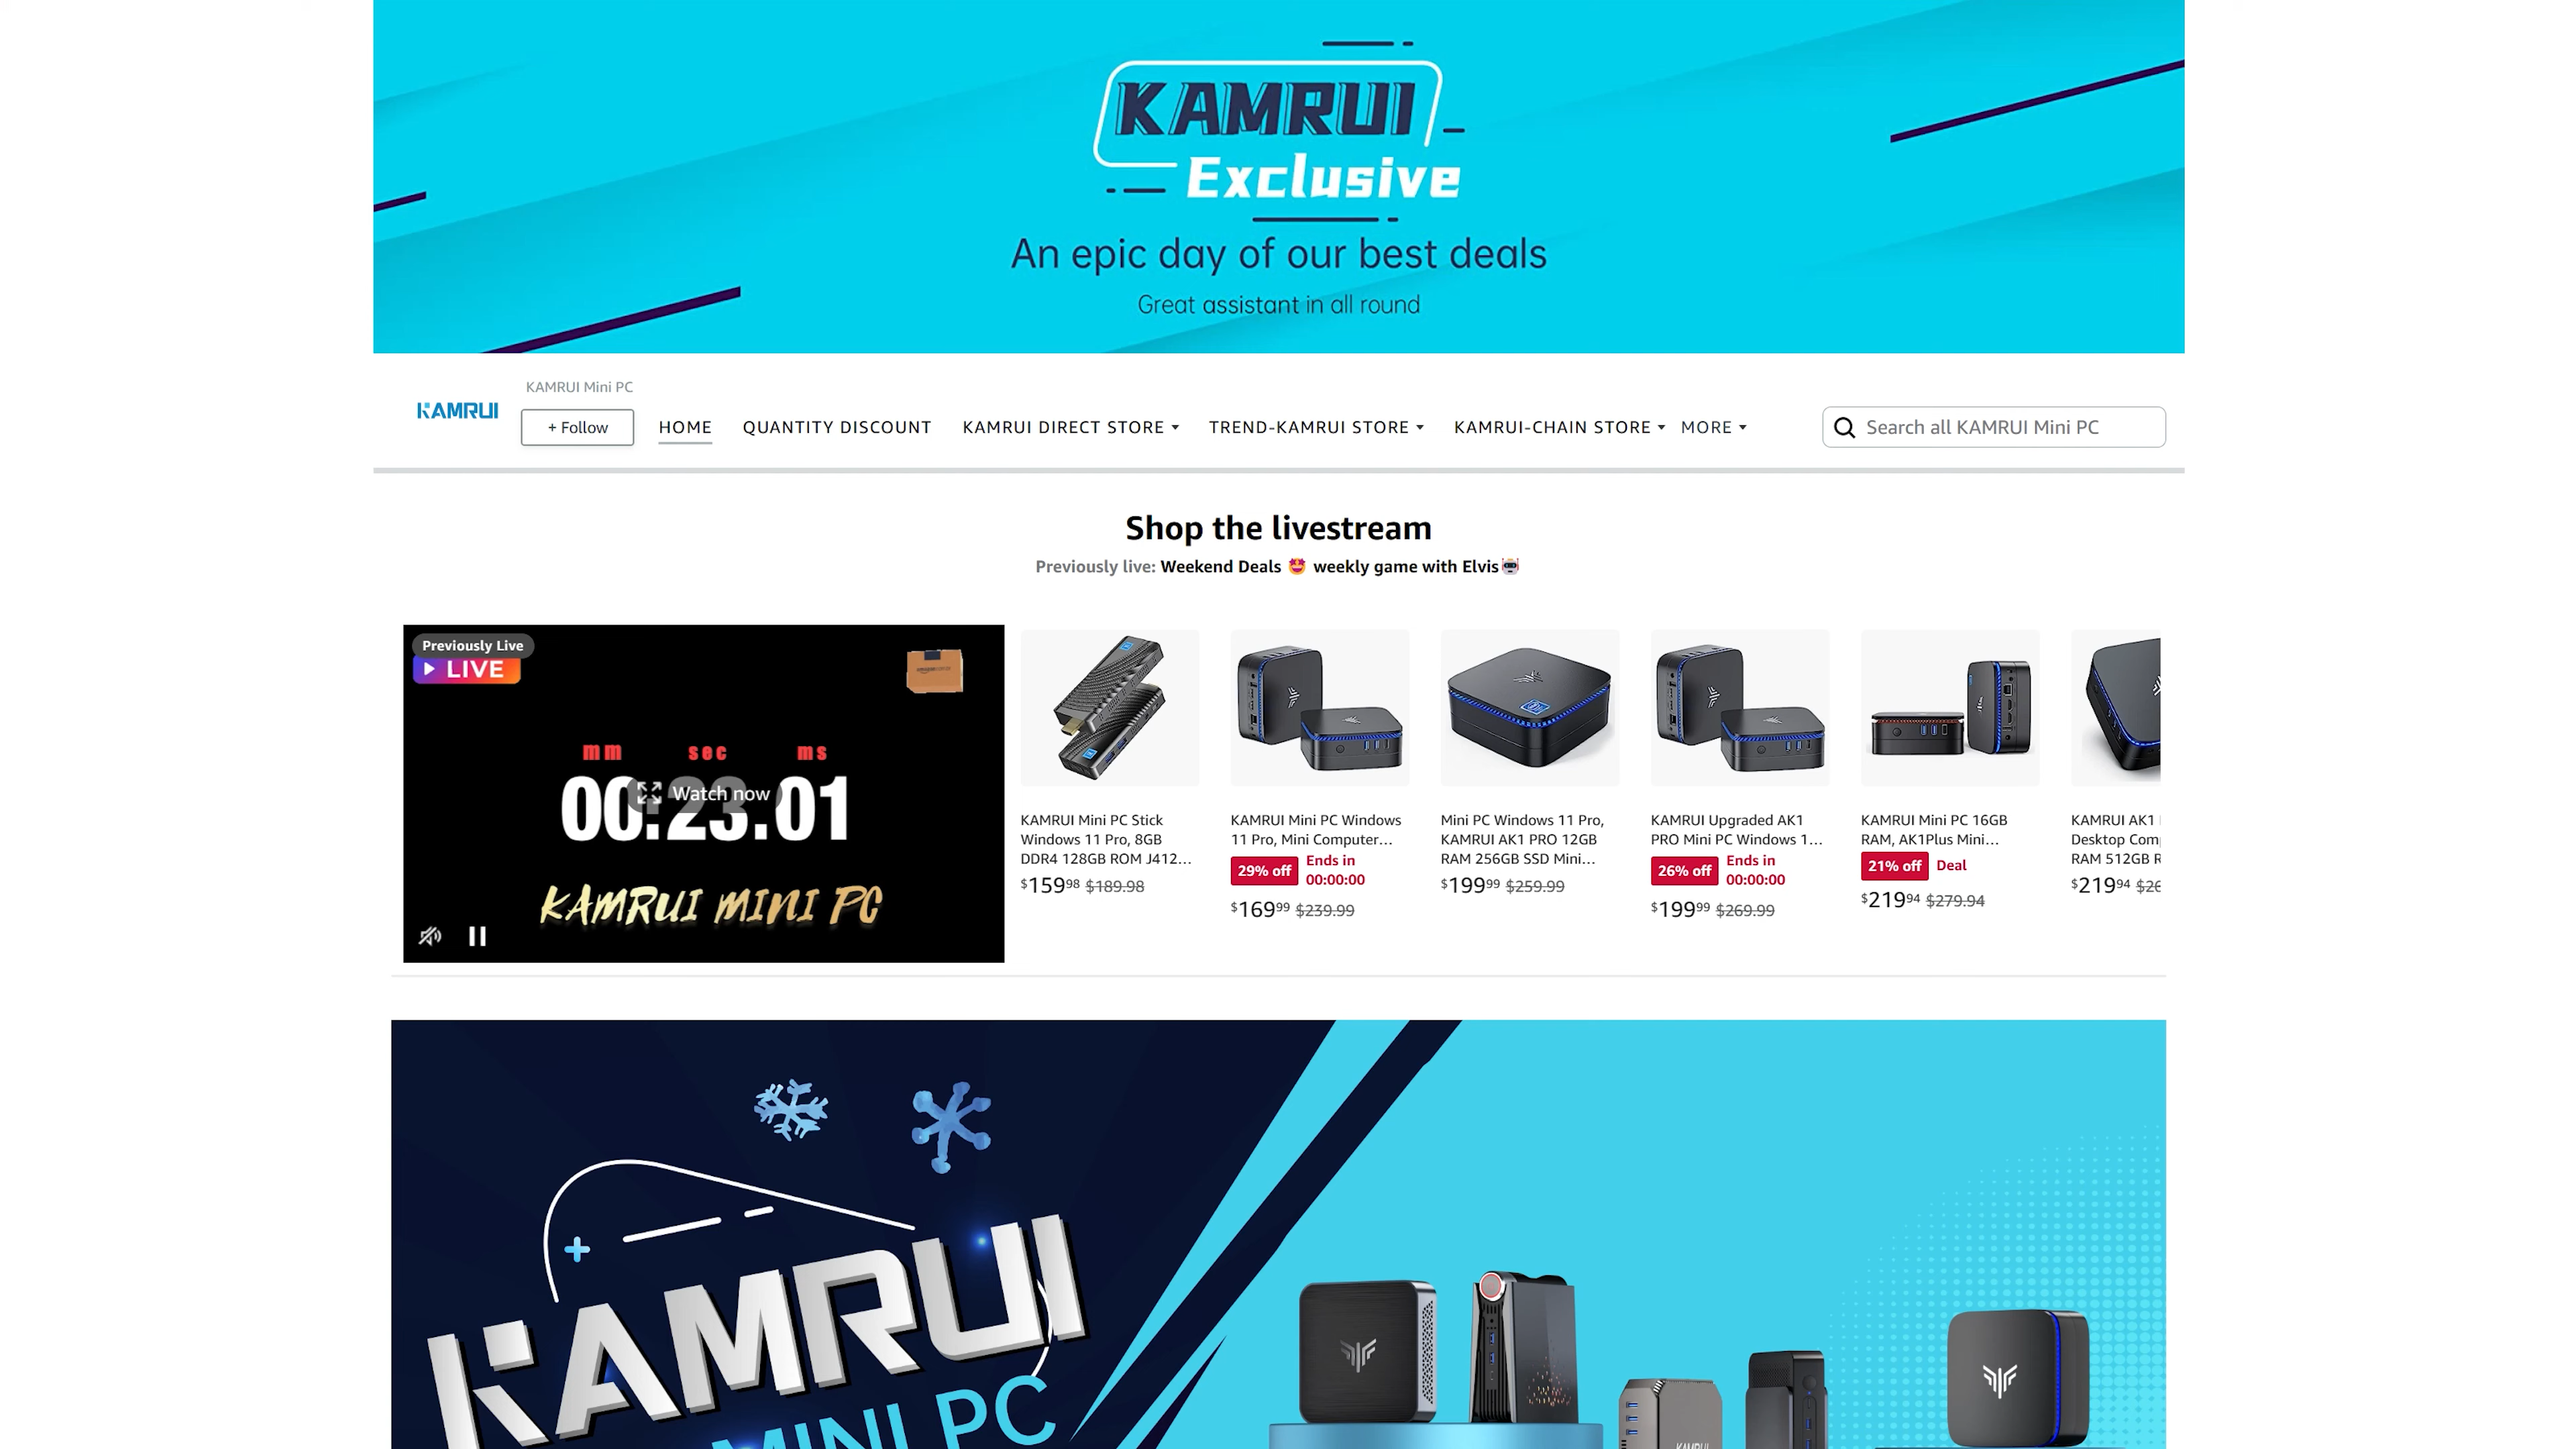 KAMRUI
Exclusive
An epic day of our best deals
Great assistant in all round
KAMRUI
KAMRUI Mini PC
+ Follow
HOME
QUANTITY DISCOUNT
KAMRUI DIRECT STORE
TREND-KAMRUI STORE
KAMRUI-CHAIN STORE
MORE
Search all KAMRUI Mini PC
Shop the livestream
Previously live: Weekend Deals 🤩 weekly game with Elvis🤖
Previously Live
LIVE
mm sec ms
00:23.01
Watch now
KAMRUI MINI PC
KAMRUI Mini PC Stick
Windows 11 Pro, 8GB
DDR4 128GB ROM J412...
$159.98 $189.98
KAMRUI Mini PC Windows
11 Pro, Mini Computer...
29% off
Ends in
00:00:00
$169.99 $239.99
Mini PC Windows 11 Pro,
KAMRUI AK1 PRO 12GB
RAM 256GB SSD Mini...
$199.99 $259.99
KAMRUI Upgraded AK1
PRO Mini PC Windows 1...
26% off
Ends in
00:00:00
$199.99 $269.99
KAMRUI Mini PC 16GB
RAM, AK1Plus Mini...
21% off Deal
$219.94 $279.94
KAMRUI AK1
Desktop Com
RAM 512GB R
$219.94 $26
KAMRUI
MINI PC
KAMRUI